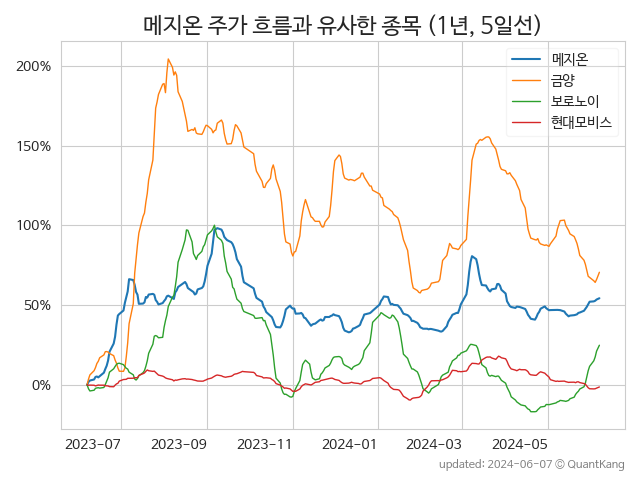 메지온 주가 흐름과 유사한 종목 (1년, 5일선)
메지온
금양
보로노이
현대모비스
200%
150%
100%
50%
0%
2023-07 2023-09 2023-11 2024-01 2024-03 2024-05
updated: 2024-06-07 © QuantKang